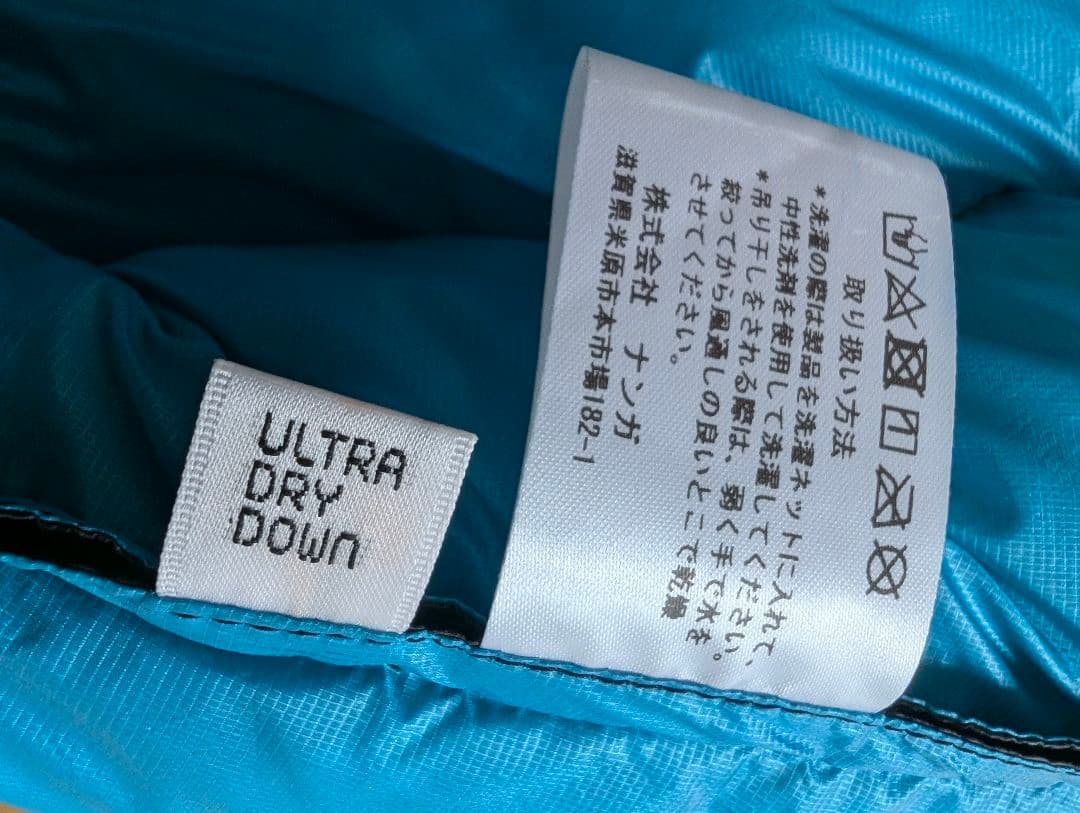 ULTRA
DRY
DOWN
取り扱い方法
*洗濯の際は製品を洗濯ネットに入れて、
中性洗剤を使用して洗濯してください。
*吊り干しをされる際は、弱く手で水を
絞ってから風通しの良いとこで乾燥
させてください。
株式会社 ナンガ
滋賀県米原市本市場182-1